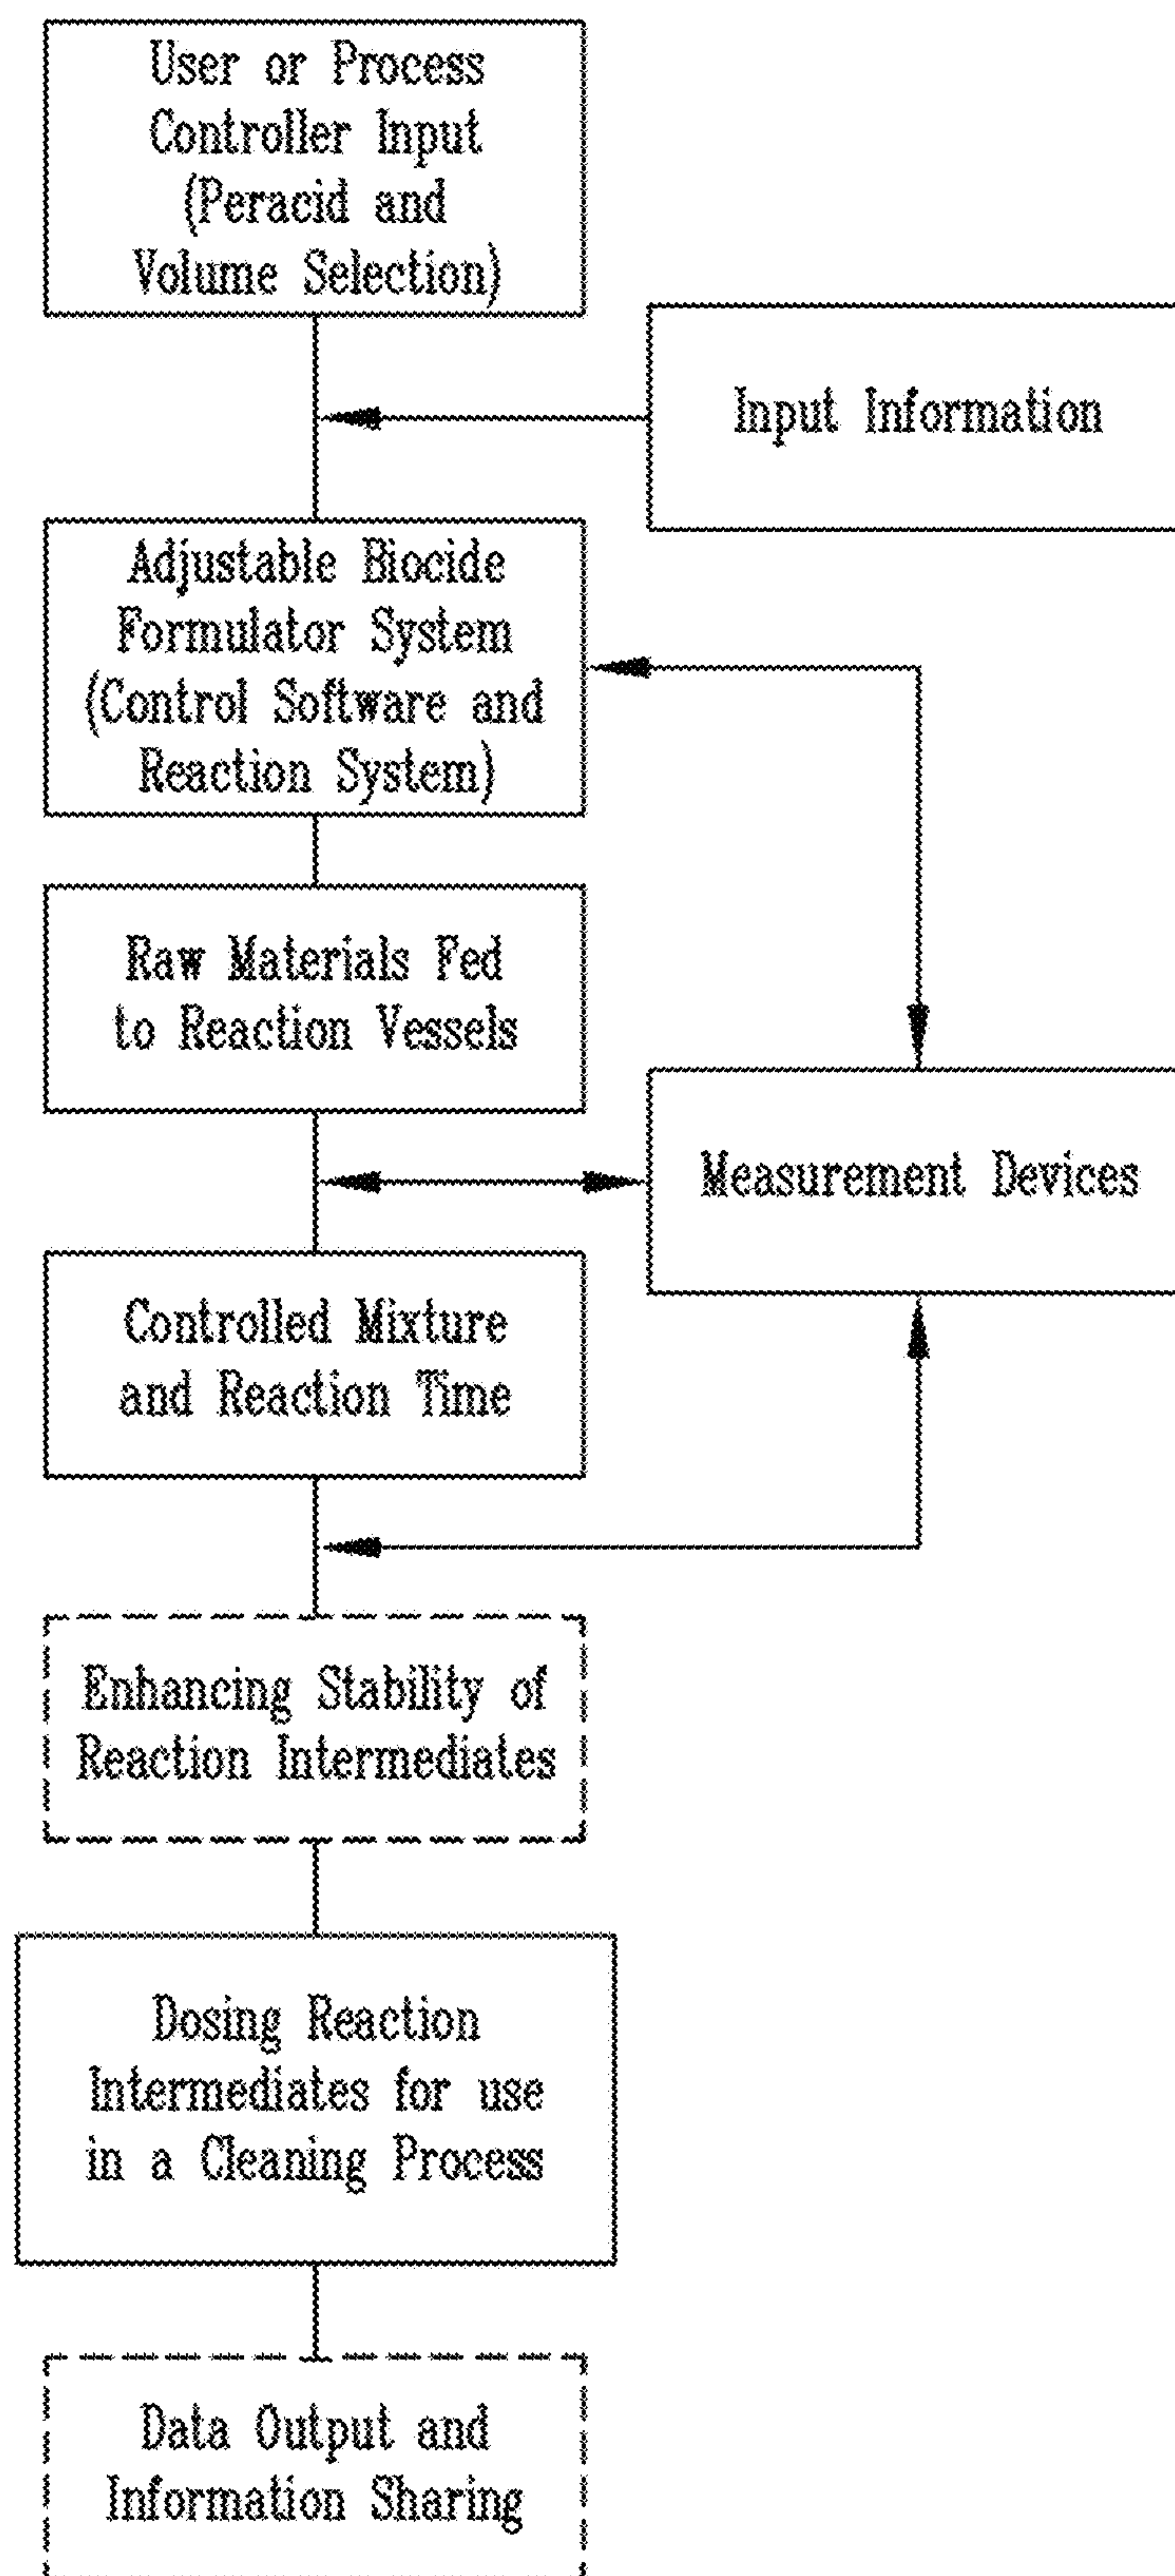 User or Process
Controller Input
(Peracid and
Volume Selection)
Input Information
Adjustable Biocide
Formulator System
(Control Software and
Reaction System)
Raw Materials Fed
to Reaction Vessels
Measurement Devices
Controlled Mixture
and Reaction Time
Enhancing Stability of
Reaction Intermediates
Dosing Reaction
Intermediates for use
in a Cleaning Process
Data Output and
Information Sharing